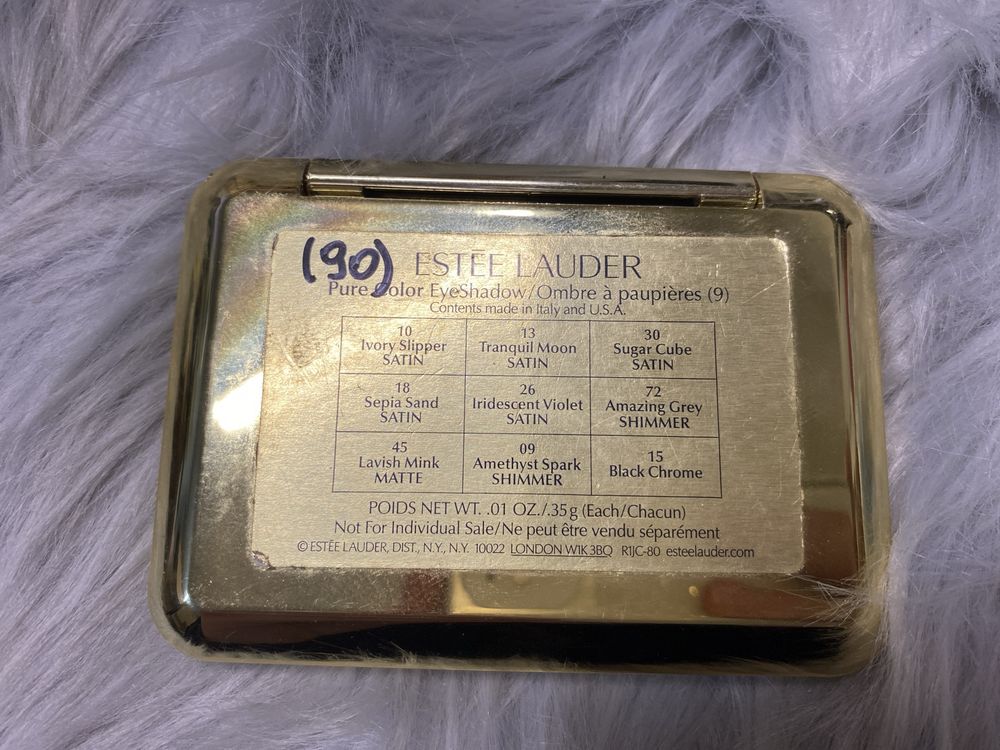 (90) ESTEE LAUDER
Pure Color EyeShadow/Ombre à paupières (9)
Contents made in Italy and U.S.A.
10 13 30
Ivory Slipper Tranquil Moon Sugar Cube
SATIN SATIN SATIN
18 26 72
Sepia Sand Iridescent Violet Amazing Grey
SATIN SATIN SHIMMER
45 09 15
Lavish Mink Amethyst Spark Black Chrome
MATTE SHIMMER
POIDS NET WT. .01 OZ./.35g (Each/Chacun)
Not For Individual Sale/Ne peut être vendu séparément
© ESTÉE LAUDER, DIST., N.Y., N.Y. 10022 LONDON W1K 3BQ R1JC-80 esteelauder.com